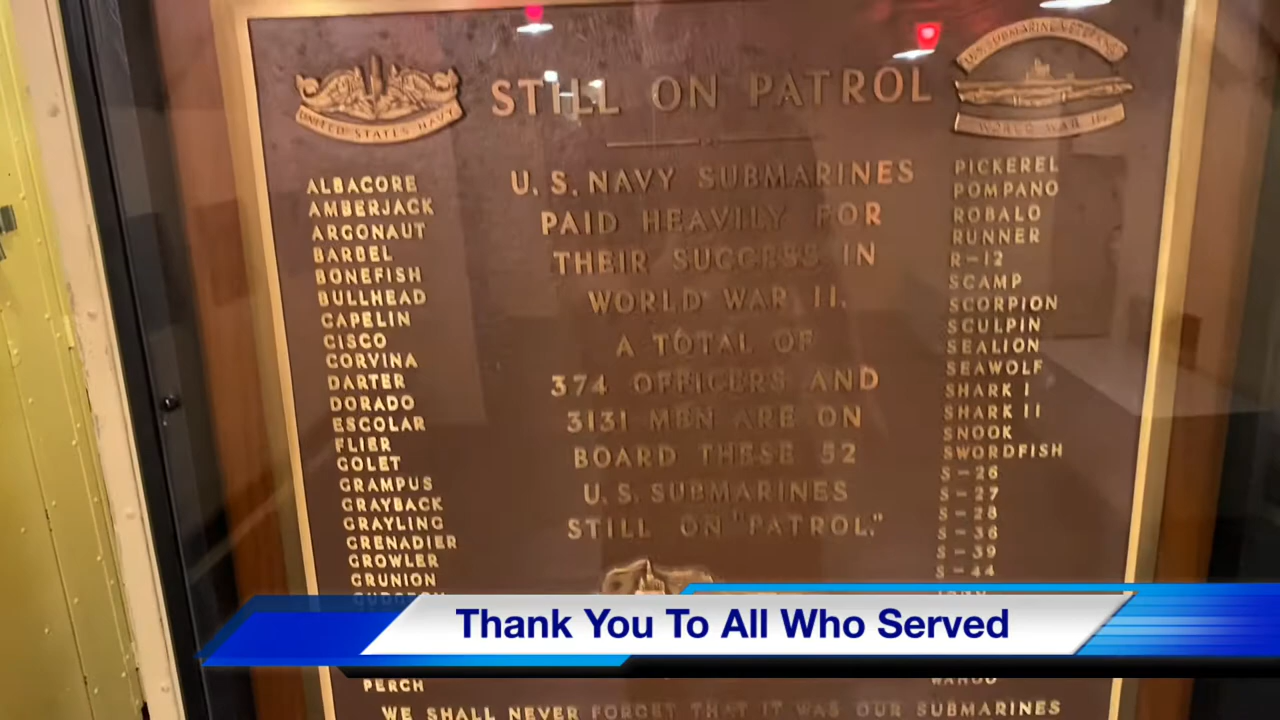 STILL ON PATROL
UNITED STATES NAVY
U.S. SUBMARINE VETERANS
WORLD WAR II
ALBACORE
AMBERJACK
ARGONAUT
BARBEL
BONEFISH
BULLHEAD
CAPELIN
CISCO
CORVINA
DARTER
DORADO
ESCOLAR
FLIER
GOLET
GRAMPUS
GRAYBACK
GRAYLING
GRENADIER
GROWLER
GRUNION
PERCH
U. S. NAVY SUBMARINES
PAID HEAVILY FOR
THEIR SUCCESS IN
WORLD WAR II.
A TOTAL OF
374 OFFICERS AND
3131 MEN ARE ON
BOARD THESE 52
U. S. SUBMARINES
STILL ON "PATROL."
PICKEREL
POMPANO
ROBALO
RUNNER
R-12
SCAMP
SCORPION
SCULPIN
SEALION
SEAWOLF
SHARK I
SHARK II
SNOOK
SWORDFISH
S-26
S-27
S-28
S-36
S-39
S-44
WAHOO
WE SHALL NEVER FORGET THAT IT WAS OUR SUBMARINES
Thank You To All Who Served